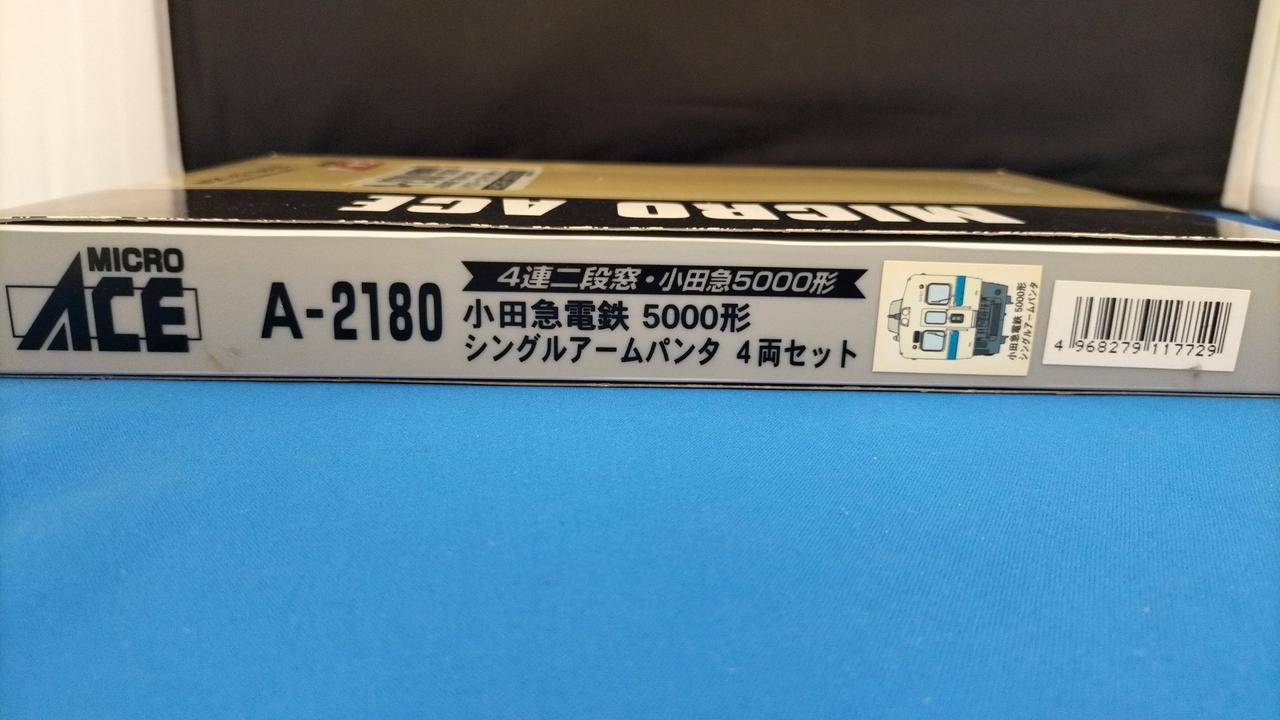 MICRO ACE
MICRO
ACE
A-2180
4連二段窓・小田急5000形
小田急電鉄 5000形
シングルアームパンタ 4両セット
小田急電鉄 5000形
シングルアームパンタ
4 968279 117729